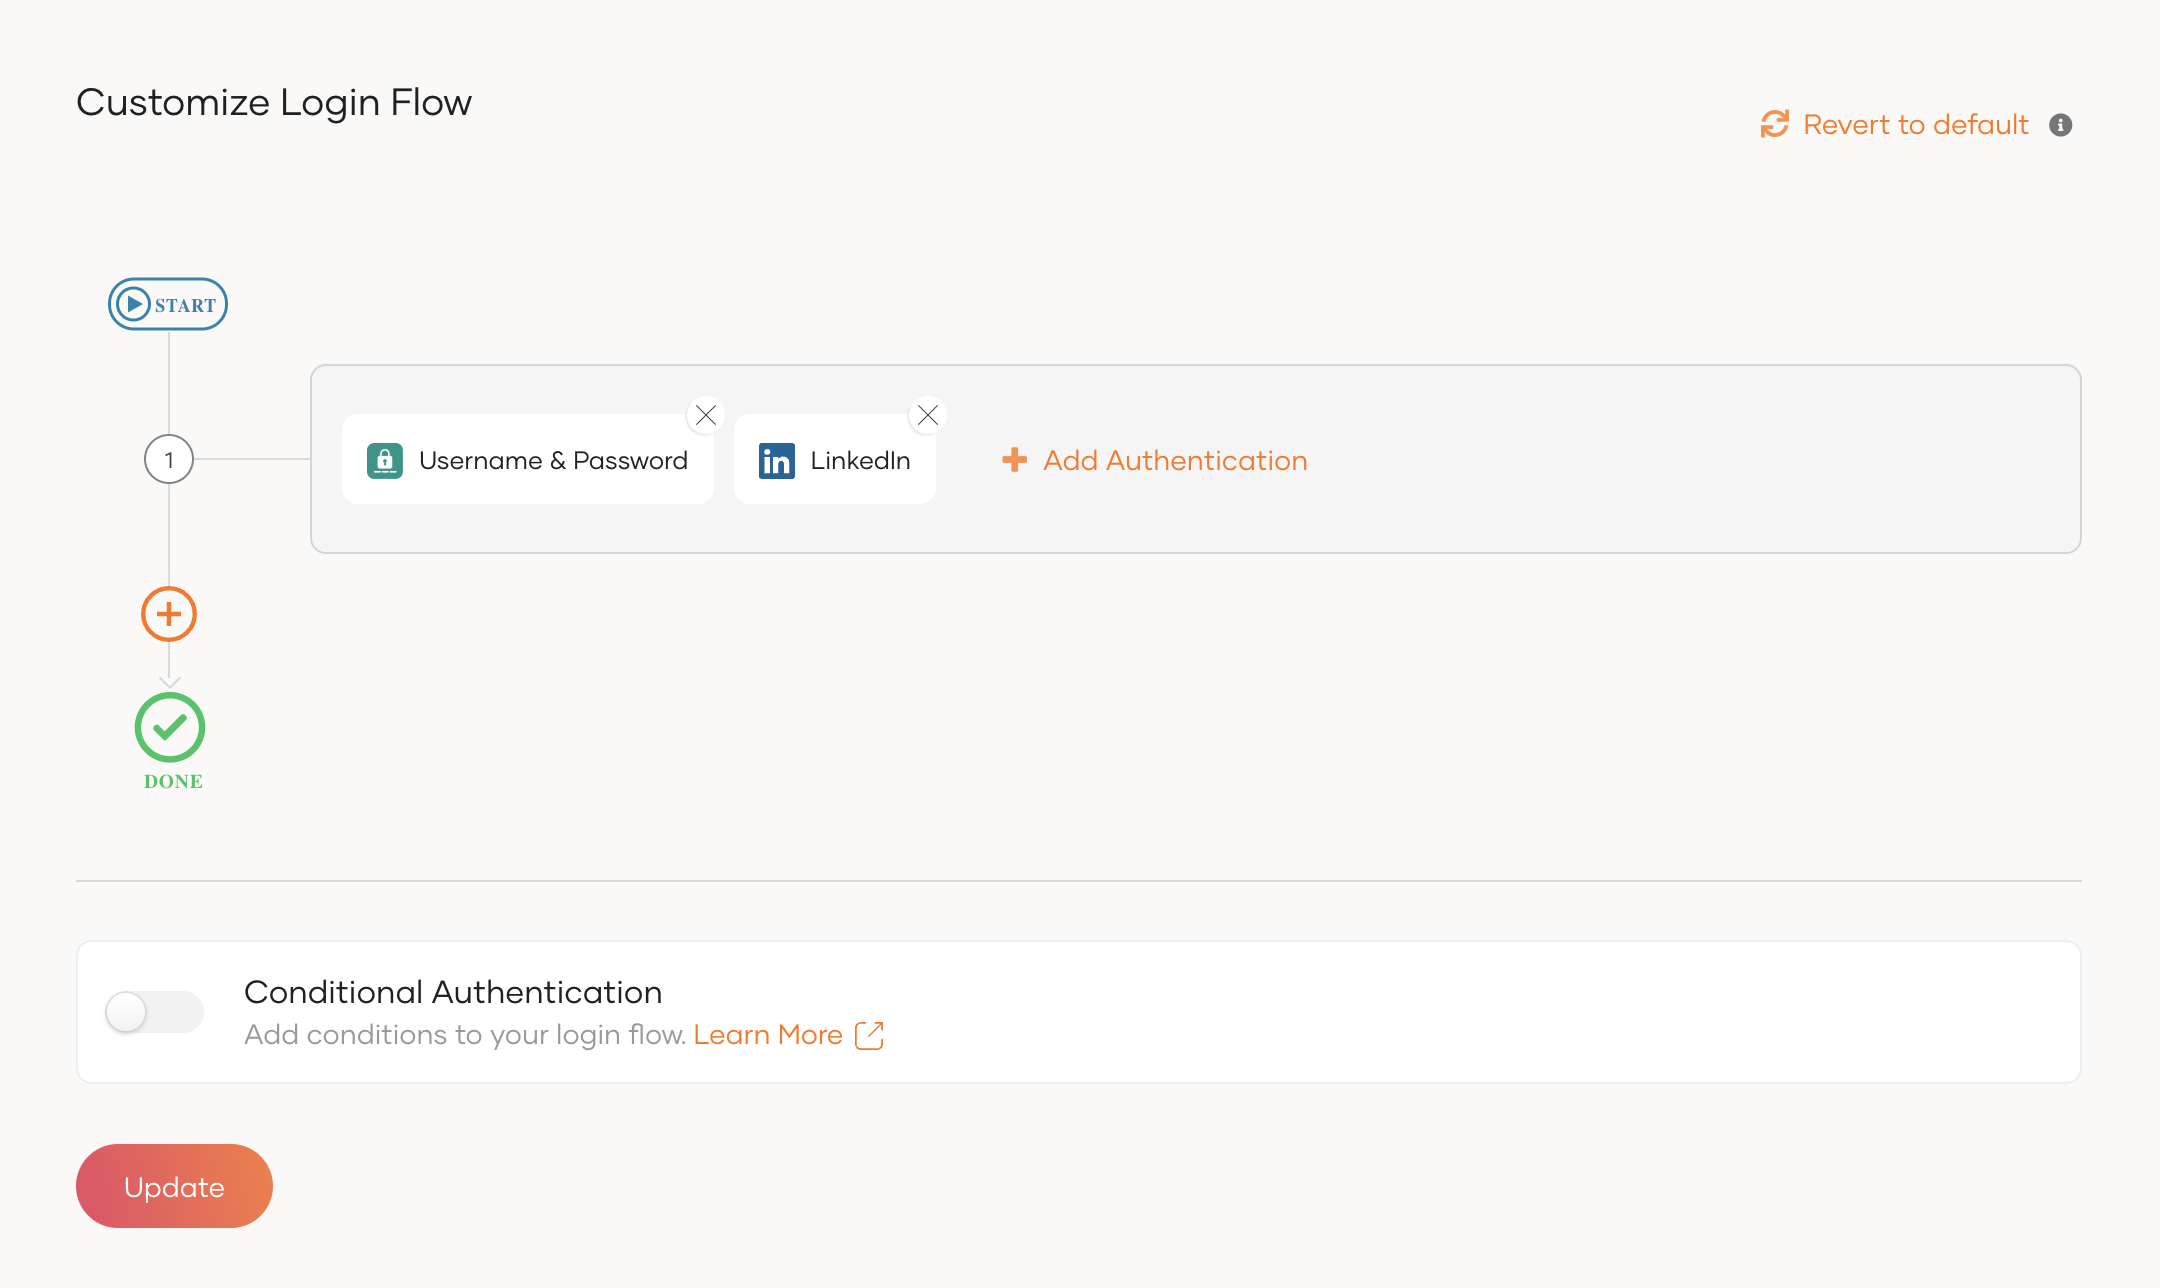 Customize Login Flow
Revert to default
START
1
Username & Password
LinkedIn
Add Authentication
DONE
Conditional Authentication
Add conditions to your login flow. Learn More
Update